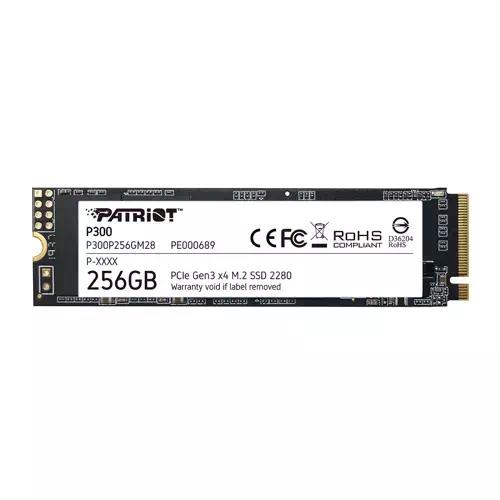 PATRIOT
P300
P300P256GM28 PE000689
P-XXXX
256GB
PCIe Gen3 x4 M.2 SSD 2280
Warranty void if label removed
CE FC
RoHS
COMPLIANT
D36204
RoHS